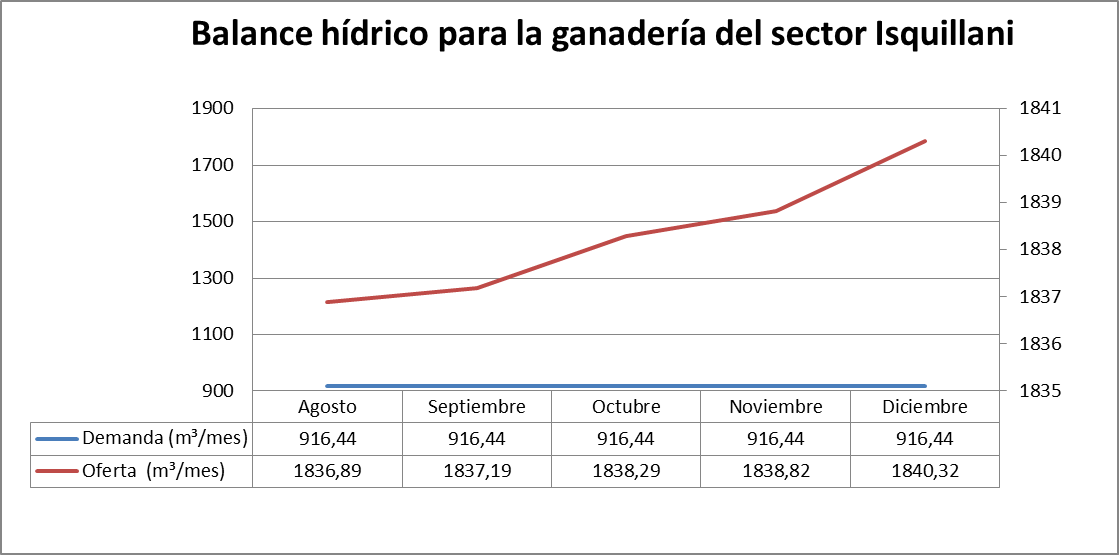 Balance hídrico para la ganadería del sector Isquillani
1900 1841
1700 1840
1500 1839
1300 1838
1100 1837
900 1836
1835
Agosto Septiembre Octubre Noviembre Diciembre
Demanda (m³/mes) 916,44 916,44 916,44 916,44 916,44
Oferta (m³/mes) 1836,89 1837,19 1838,29 1838,82 1840,32